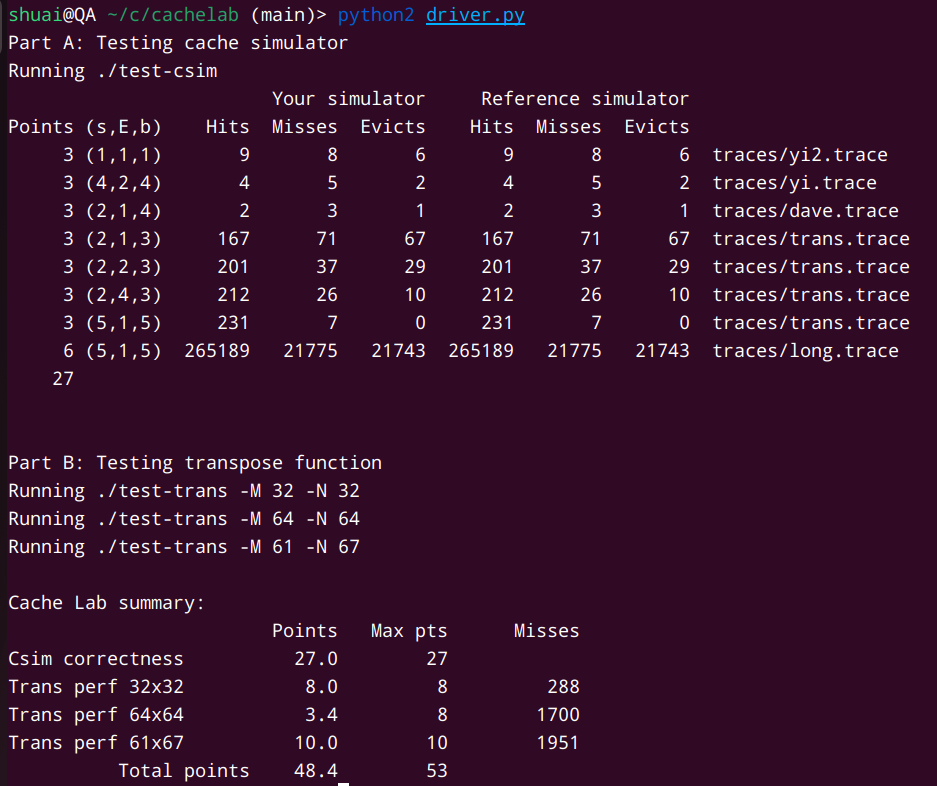 shuai@QA ~/c/cachelab (main)> python2 driver.py
Part A: Testing cache simulator
Running ./test-csim
                        Your simulator     Reference simulator
Points (s,E,b)    Hits  Misses  Evicts    Hits  Misses  Evicts
     3 (1,1,1)       9       8       6       9       8       6  traces/yi2.trace
     3 (4,2,4)       4       5       2       4       5       2  traces/yi.trace
     3 (2,1,4)       2       3       1       2       3       1  traces/dave.trace
     3 (2,1,3)     167      71      67     167      71      67  traces/trans.trace
     3 (2,2,3)     201      37      29     201      37      29  traces/trans.trace
     3 (2,4,3)     212      26      10     212      26      10  traces/trans.trace
     3 (5,1,5)     231       7       0     231       7       0  traces/trans.trace
     6 (5,1,5)  265189   21775   21743  265189   21775   21743  traces/long.trace
    27
Part B: Testing transpose function
Running ./test-trans -M 32 -N 32
Running ./test-trans -M 64 -N 64
Running ./test-trans -M 61 -N 67
Cache Lab summary:
                        Points   Max pts      Misses
Csim correctness          27.0        27
Trans perf 32x32           8.0         8         288
Trans perf 64x64           3.4         8        1700
Trans perf 61x67          10.0        10        1951
          Total points    48.4        53